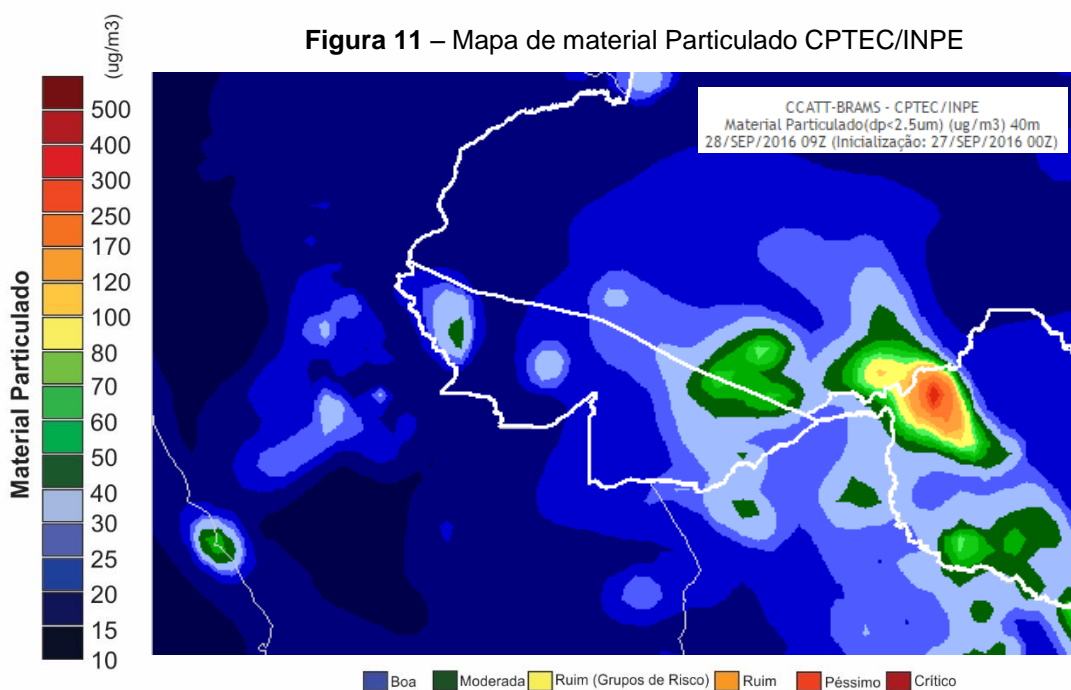 Figura 11 – Mapa de material Particulado CPTEC/INPE
(ug/m3)
CCATT-BRAMS - CPTEC/INPE
Material Particulado(dp<2.5um) (ug/m3) 40m
28/SEP/2016 09Z (Inicialização: 27/SEP/2016 00Z)
Material Particulado
500
400
300
250
170
120
100
80
70
60
50
40
30
25
20
15
10
Boa
Moderada
Ruim (Grupos de Risco)
Ruim
Péssimo
Crítico